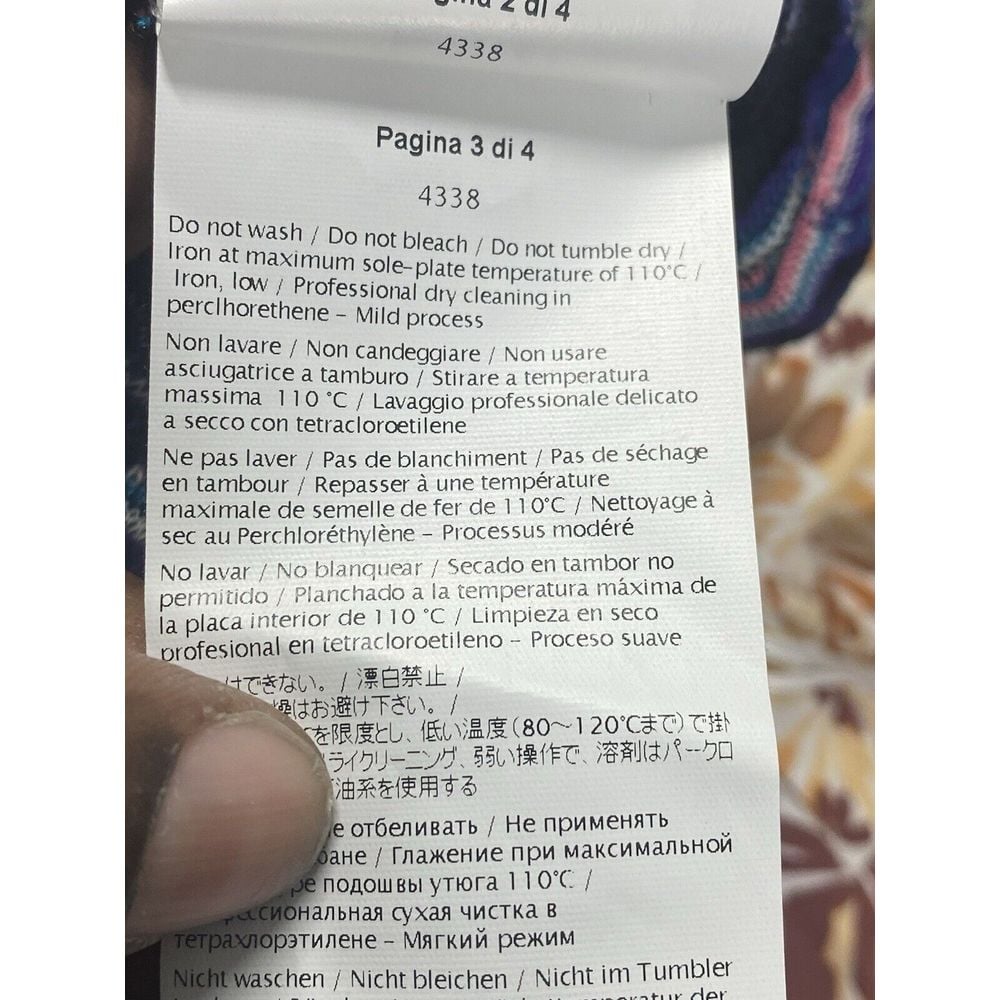 2 di 4
4338
Pagina 3 di 4
4338
Do not wash / Do not bleach / Do not tumble dry /
Iron at maximum sole-plate temperature of 110°C /
Iron, low / Professional dry cleaning in
perclhorethene – Mild process
Non lavare / Non candeggiare / Non usare
asciugatrice a tamburo / Stirare a temperatura
massima 110 °C / Lavaggio professionale delicato
a secco con tetracloroetilene
Ne pas laver / Pas de blanchiment / Pas de séchage
en tambour / Repasser à une température
maximale de semelle de fer de 110°C / Nettoyage à
sec au Perchloréthylène – Processus modéré
No lavar / No blanquear / Secado en tambor no
permitido / Planchado a la temperatura máxima de
la placa interior de 110 °C / Limpieza en seco
profesional en tetracloroetileno – Proceso suave
けできない。 / 漂白禁止 /
燥はお避け下さい。 /
℃を限度とし、低い温度(80〜120℃まで)で掛
ライクリーニング、弱い操作で、溶剤はパークロ
油系を使用する
отбеливать / Не применять
/ Глажение при максимальной
подошвы утюга 110°C /
сухая чистка в
тетрахлорэтилене – Мягкий режим
Nicht waschen / Nicht bleichen / Nicht im Tumbler
der